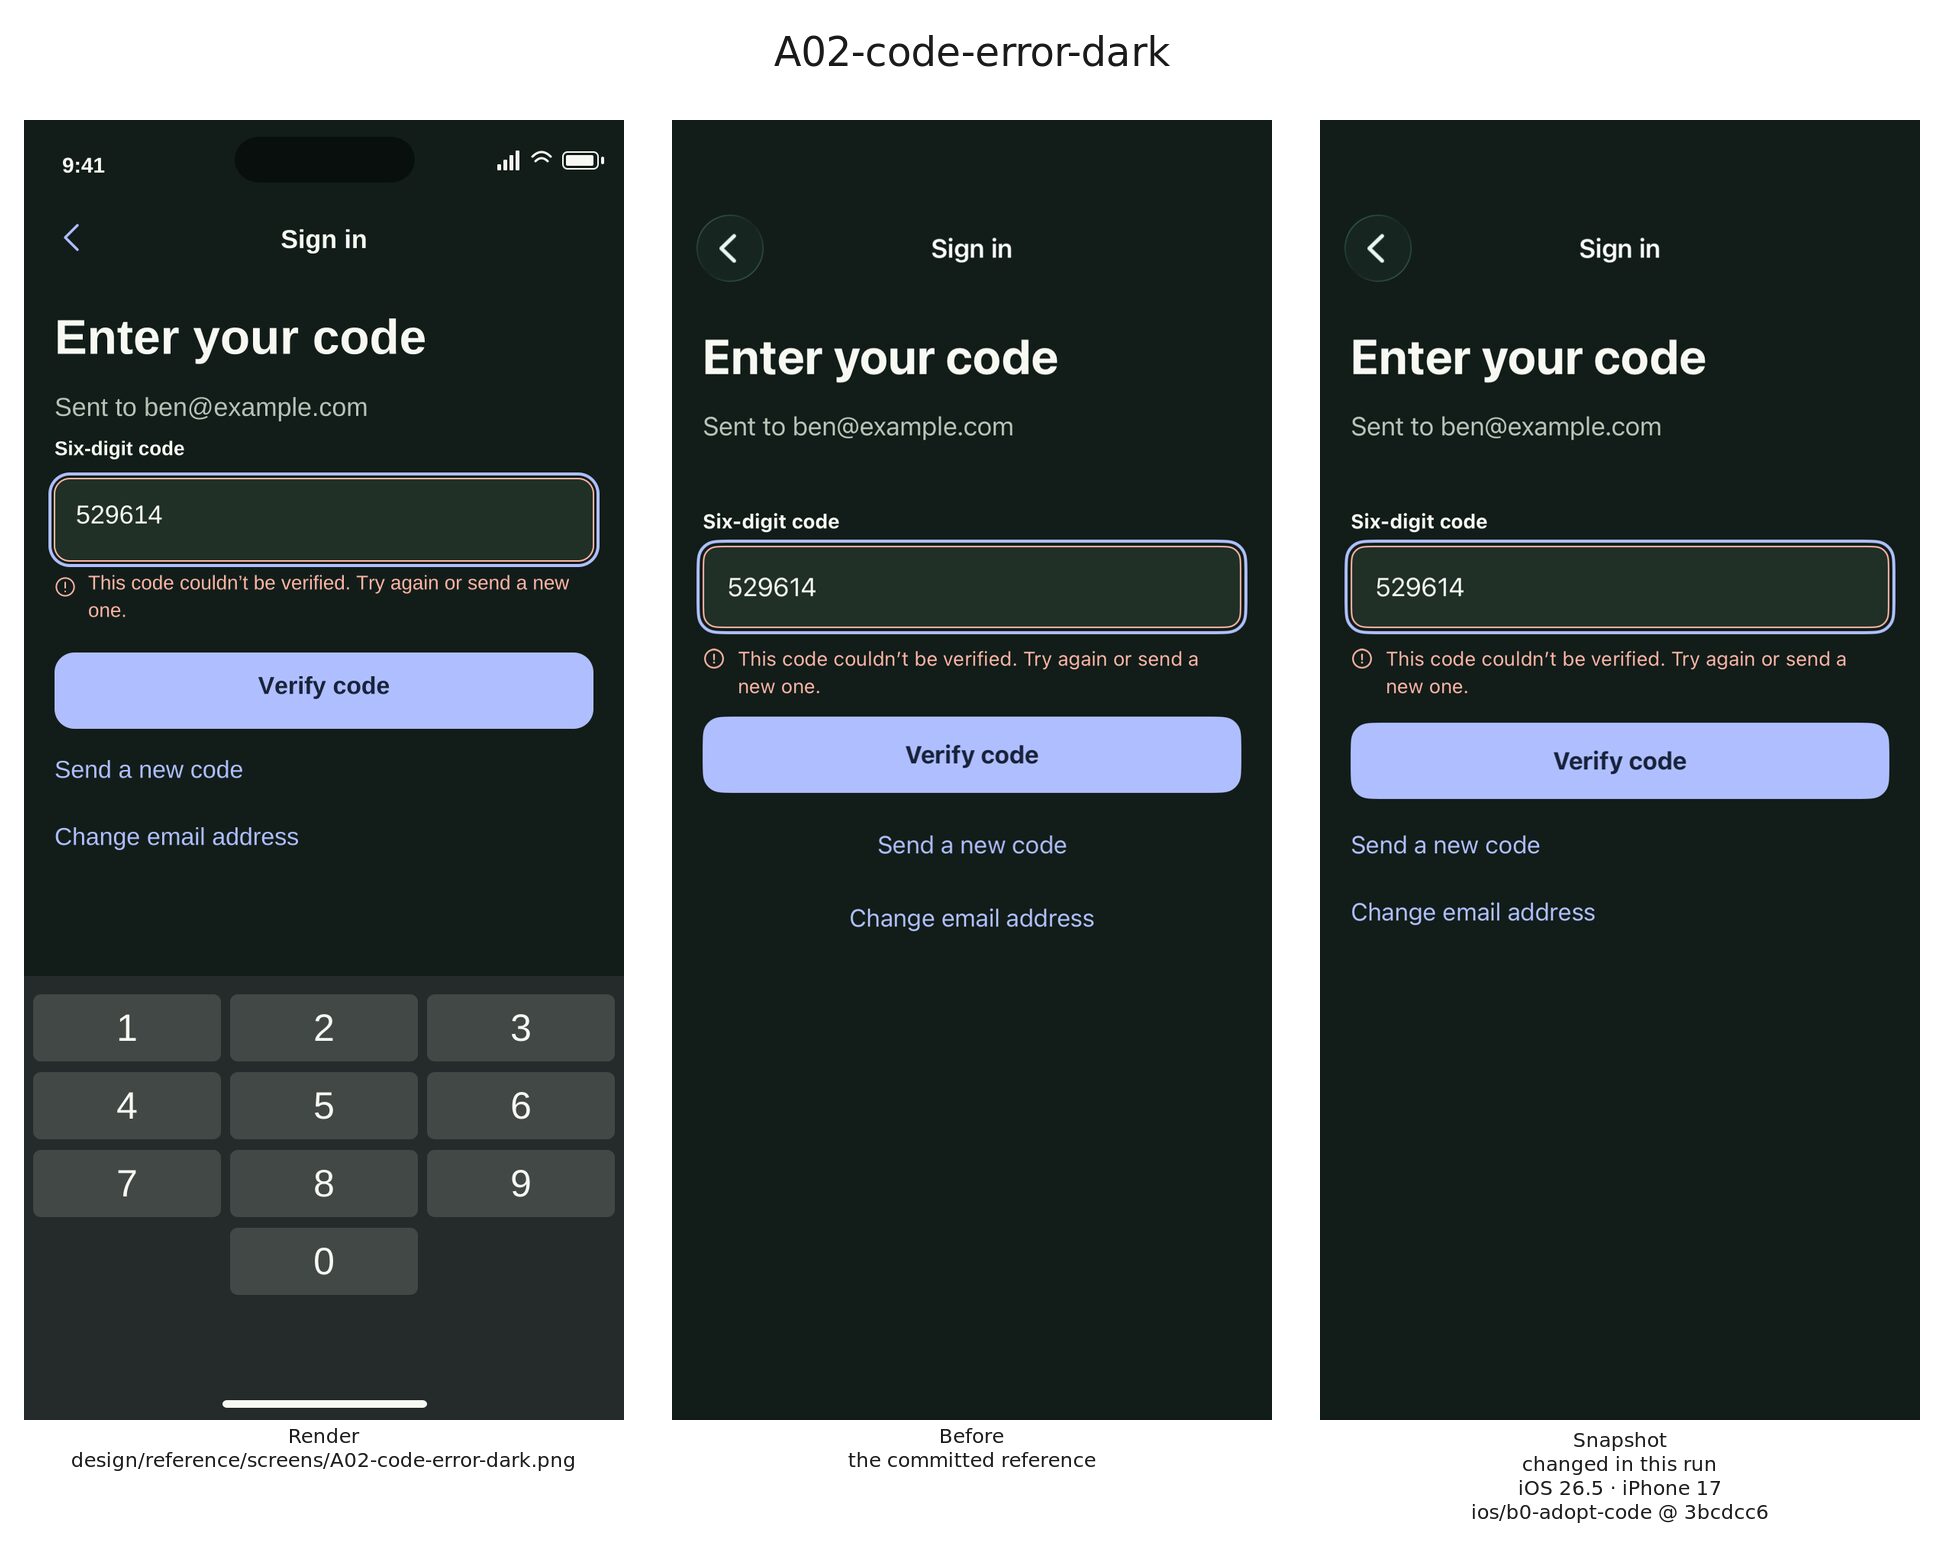 A02-code-error-dark
9:41
Sign in
Enter your code
Sent to ben@example.com
Six-digit code
529614
This code couldn’t be verified. Try again or send a new
one.
Verify code
Send a new code
Change email address
1 2 3
4 5 6
7 8 9
0
Render
design/reference/screens/A02-code-error-dark.png
Sign in
Enter your code
Sent to ben@example.com
Six-digit code
529614
This code couldn’t be verified. Try again or send a
new one.
Verify code
Send a new code
Change email address
Before
the committed reference
Sign in
Enter your code
Sent to ben@example.com
Six-digit code
529614
This code couldn’t be verified. Try again or send a
new one.
Verify code
Send a new code
Change email address
Snapshot
changed in this run
iOS 26.5 · iPhone 17
ios/b0-adopt-code @ 3bcdcc6